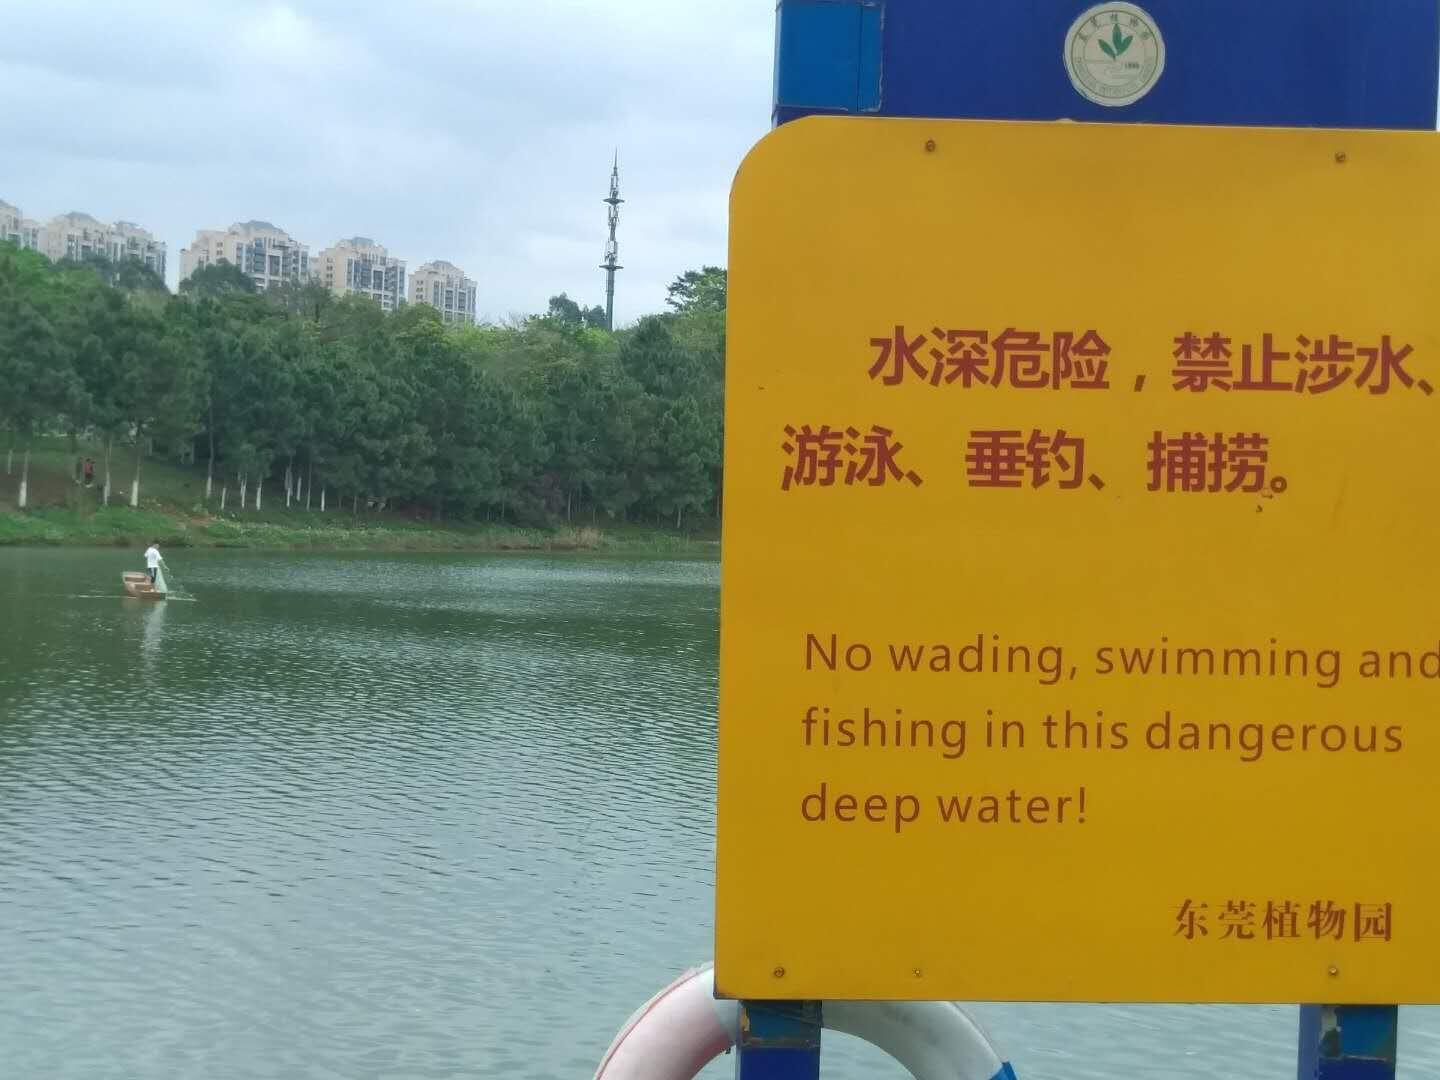 水深危险，禁止涉水、
游泳、垂钓、捕捞。
No wading, swimming and
fishing in this dangerous
deep water!
东莞植物园